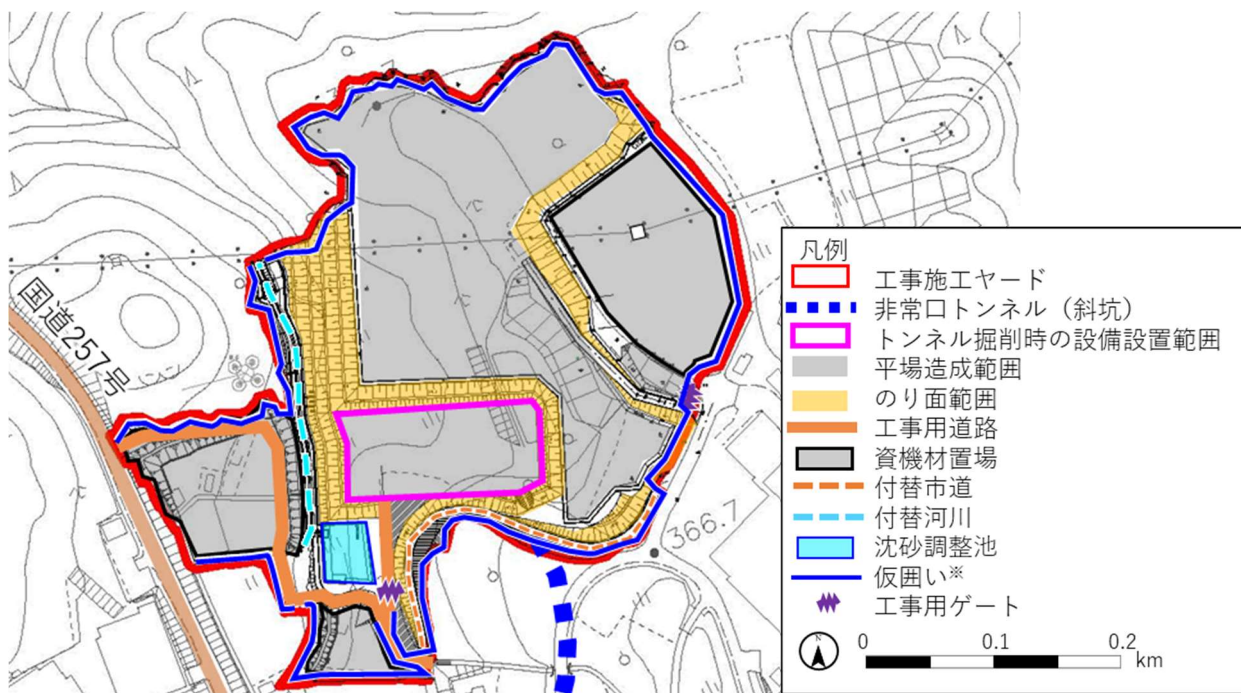 国道257号
366.7
凡例
工事施工ヤード
非常口トンネル(斜坑)
トンネル掘削時の設備設置範囲
平場造成範囲
のり面範囲
工事用道路
資機材置場
付替市道
付替河川
沈砂調整池
仮囲い※
工事用ゲート
N
0 0.1 0.2
km